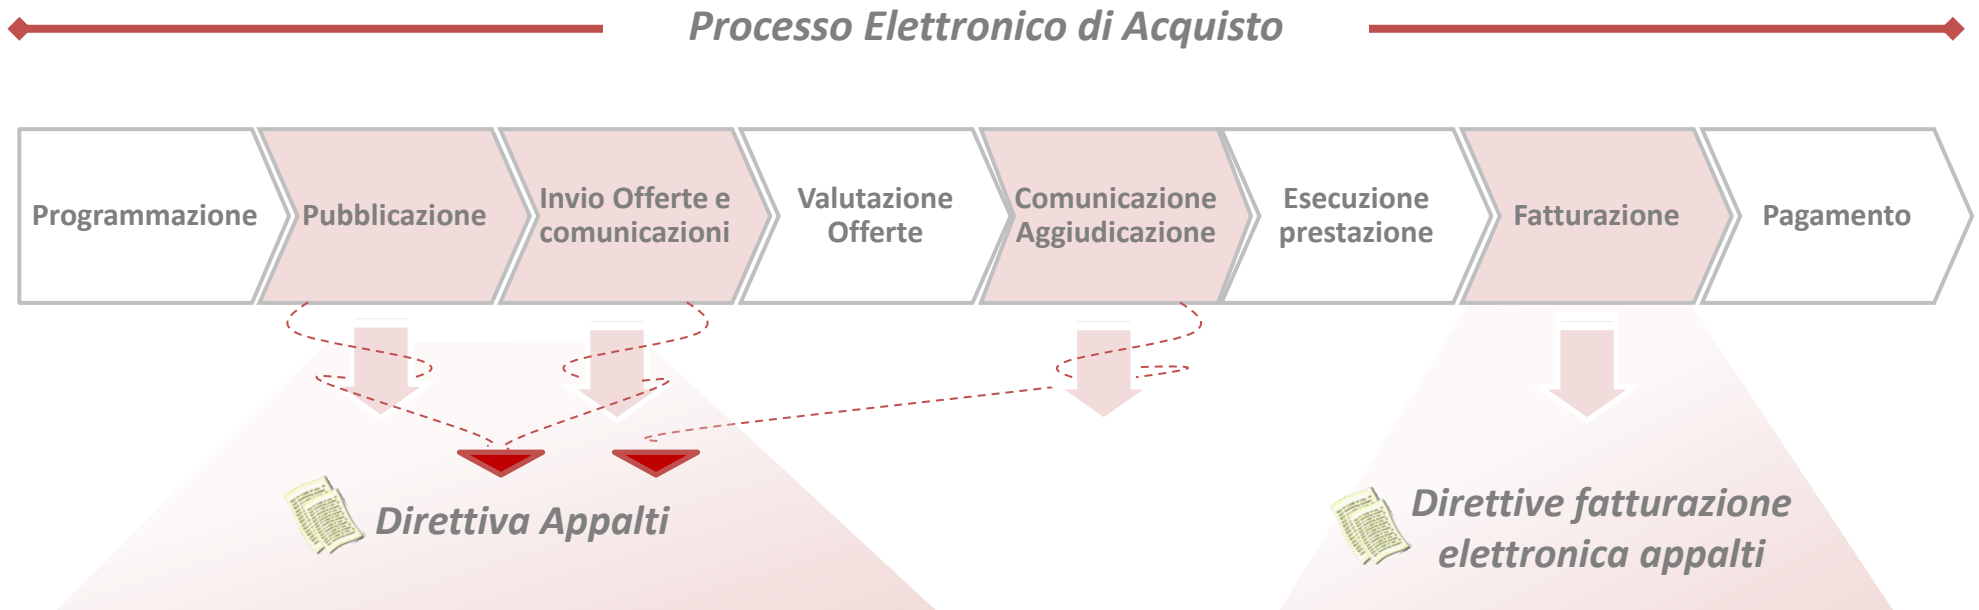 Processo Elettronico di Acquisto
Programmazione
Pubblicazione
Invio Offerte e
comunicazioni
Valutazione
Offerte
Comunicazione
Aggiudicazione
Esecuzione
prestazione
Fatturazione
Pagamento
Direttiva Appalti
Direttive fatturazione
elettronica appalti